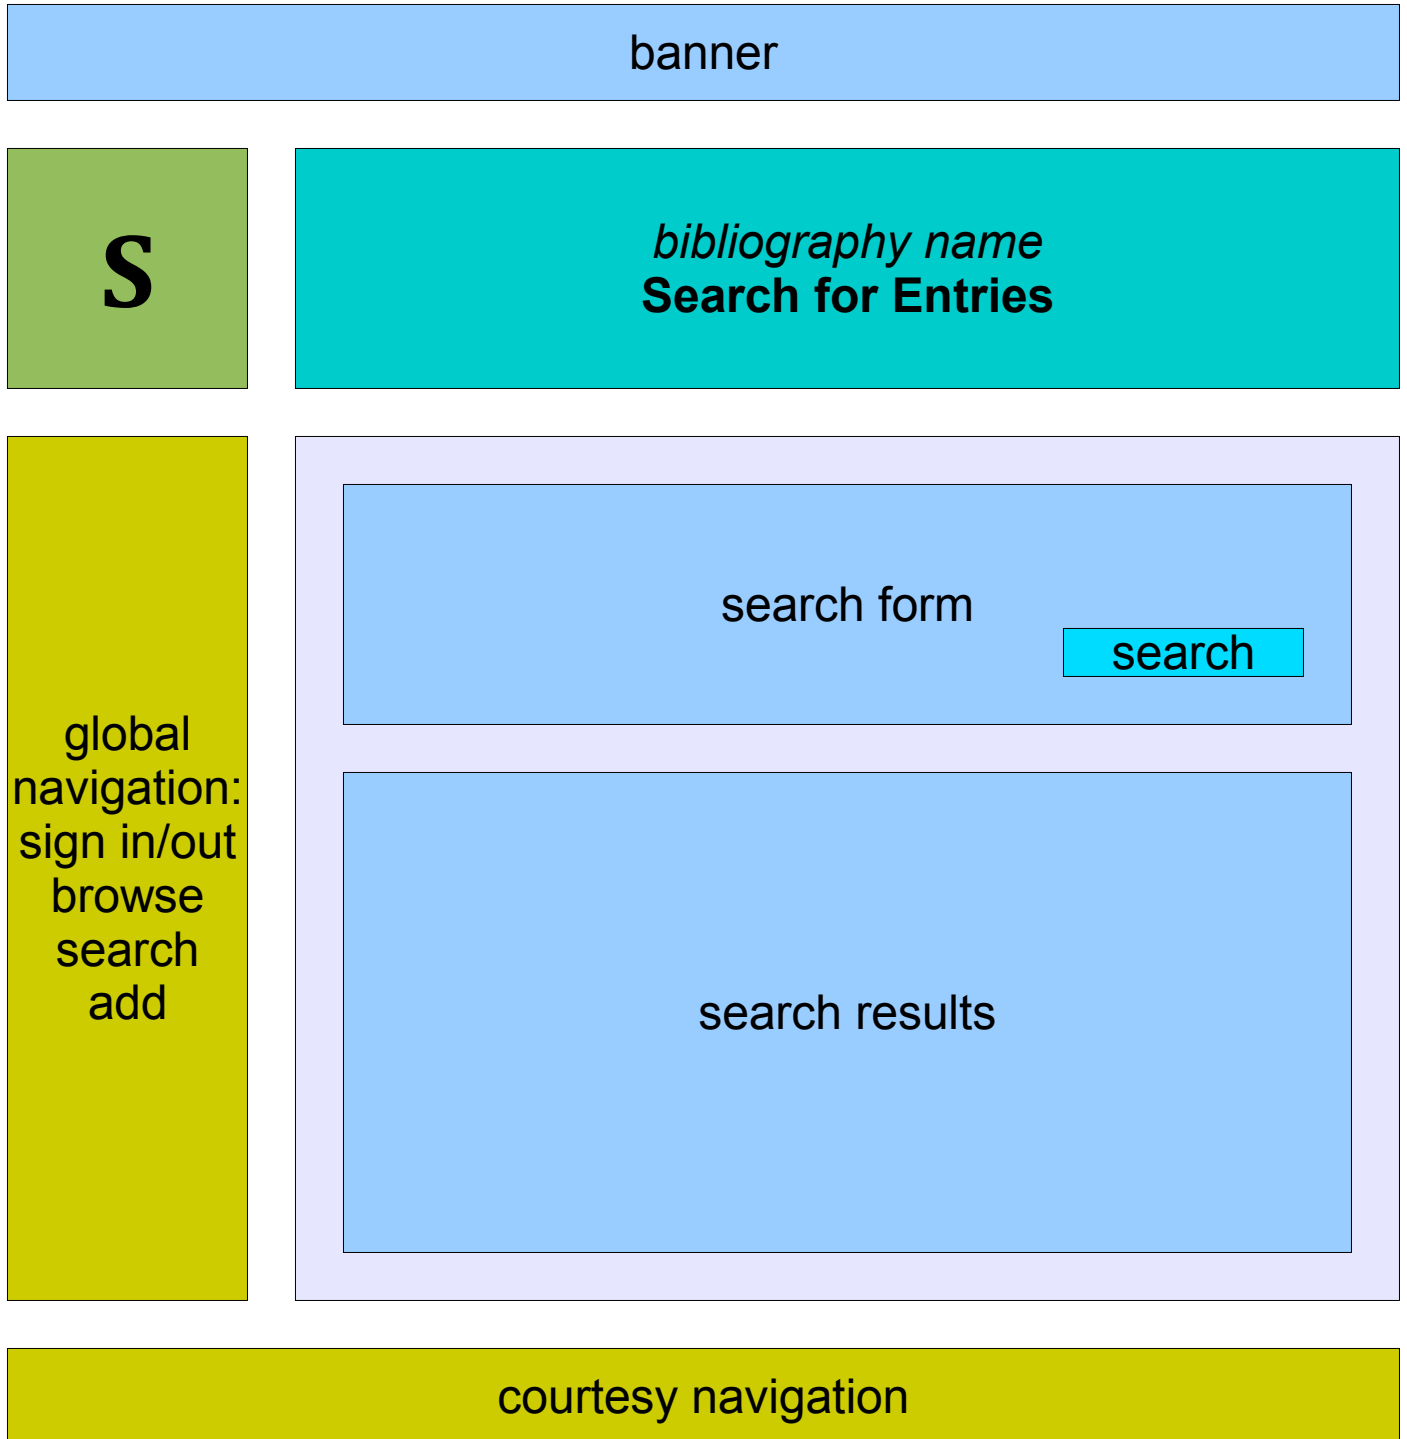 banner
S
bibliography name
Search for Entries
global
navigation:
sign in/out
browse
search
add
search form
search
search results
courtesy navigation